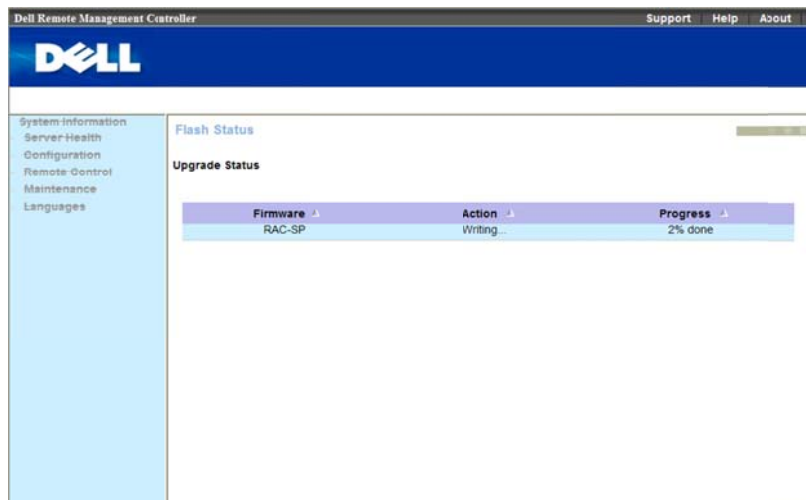 Dell Remote Management Controller
Support Help About
DELL
System Information
Server Health
Configuration
Remote Control
Maintenance
Languages
Flash Status
Upgrade Status
Firmware Action Progress
RAC-SP Writing... 2% done